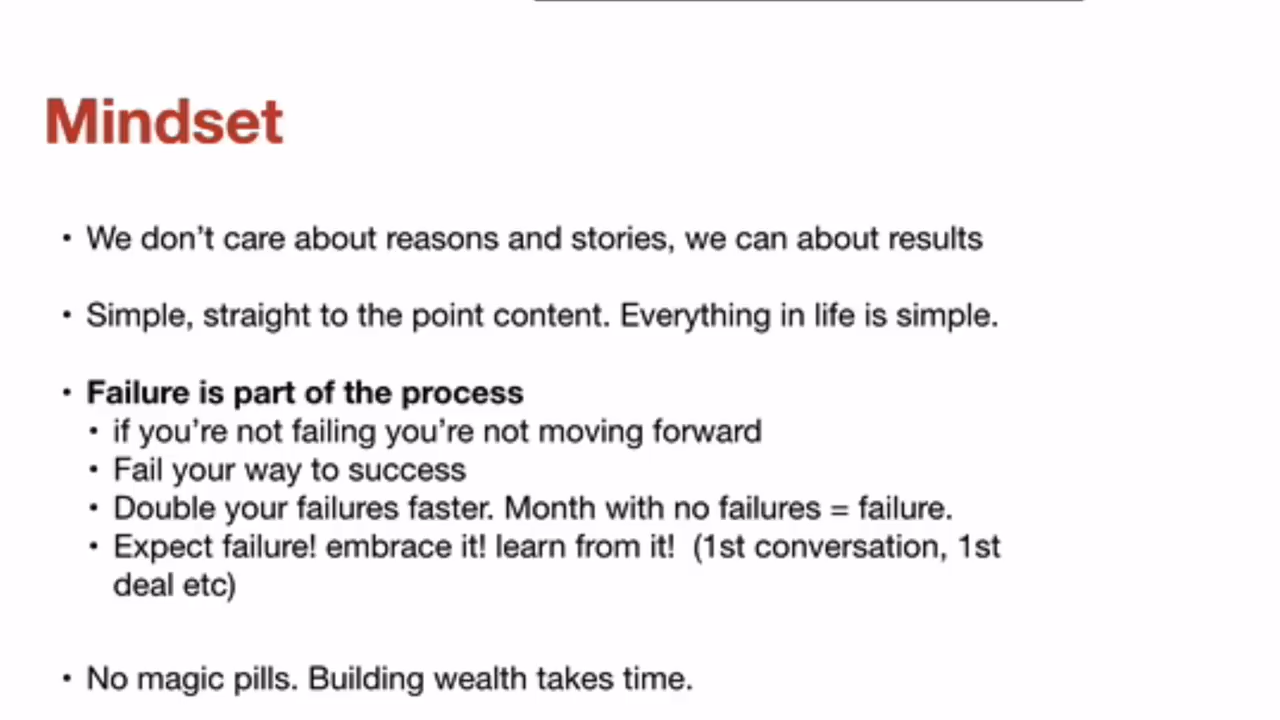 Mindset
• We don't care about reasons and stories, we can about results
• Simple, straight to the point content. Everything in life is simple.
• Failure is part of the process
• if you're not failing you're not moving forward
• Fail your way to success
• Double your failures faster. Month with no failures = failure.
• Expect failure! embrace it! learn from it!  (1st conversation, 1st
deal etc)
• No magic pills. Building wealth takes time.